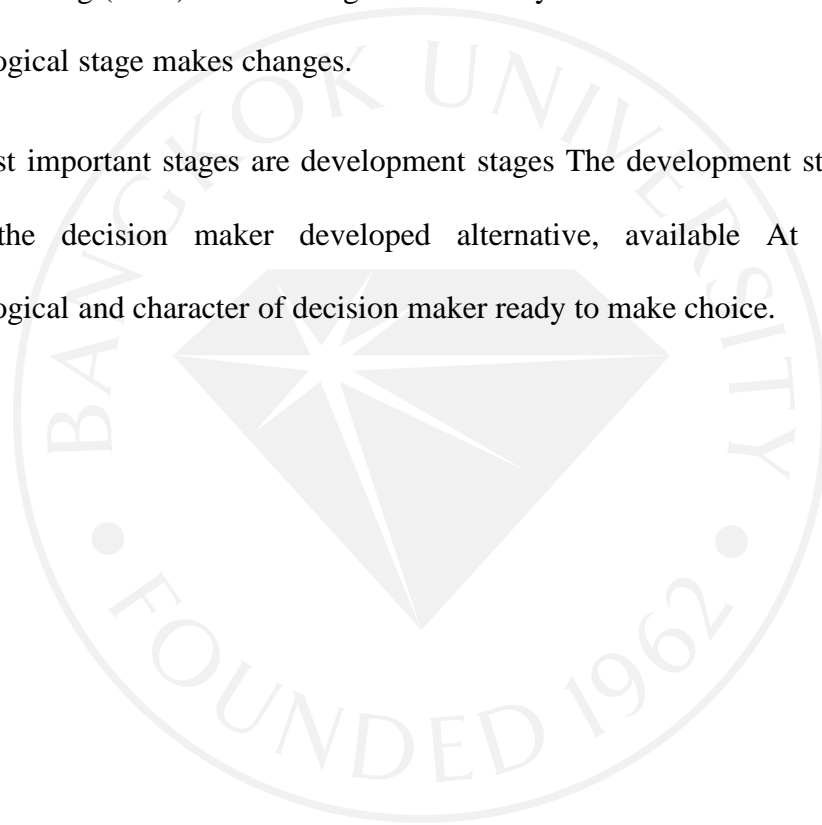 ogical stage makes changes.
st important stages are development stages The development st
the decision maker developed alternative, available At
ogical and character of decision maker ready to make choice.
BANGKOK UNIVERSITY
FOUNDED 1962